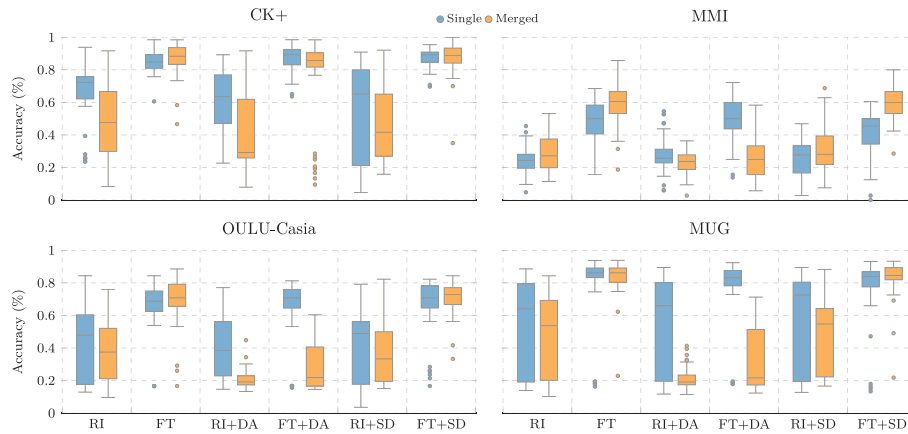 CK+
Single Merged
MMI
Accuracy (%)
1
0.8
0.6
0.4
0.2
0
OULU-Casia
MUG
Accuracy (%)
1
0.8
0.6
0.4
0.2
0
RI FT RI+DA FT+DA RI+SD FT+SD RI FT RI+DA FT+DA RI+SD FT+SD